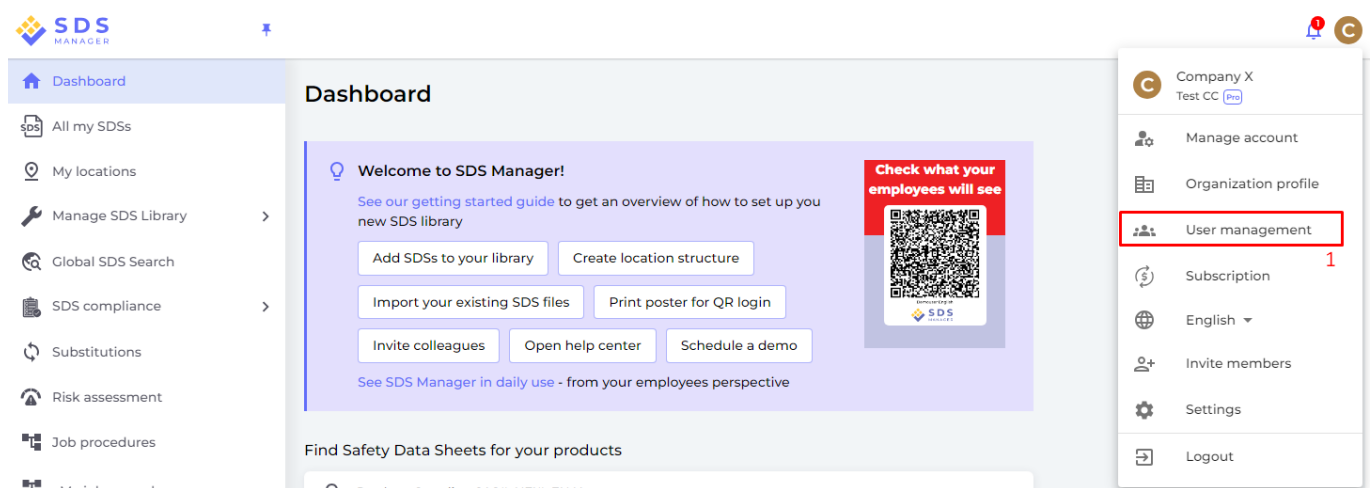 SDS
MANAGER
1
C
Dashboard
SDS
All my SDSs
My locations
Manage SDS Library
Global SDS Search
SDS compliance
Substitutions
Risk assessment
Job procedures
Dashboard
Welcome to SDS Manager!
See our getting started guide to get an overview of how to set up you
new SDS library
Add SDSs to your library
Create location structure
Import your existing SDS files
Print poster for QR login
Invite colleagues
Open help center
Schedule a demo
See SDS Manager in daily use - from your employees perspective
Check what your
employees will see
SDS
MANAGER
Find Safety Data Sheets for your products
C
Company X
Test CC Pro
Manage account
Organization profile
User management
1
Subscription
English
Invite members
Settings
Logout